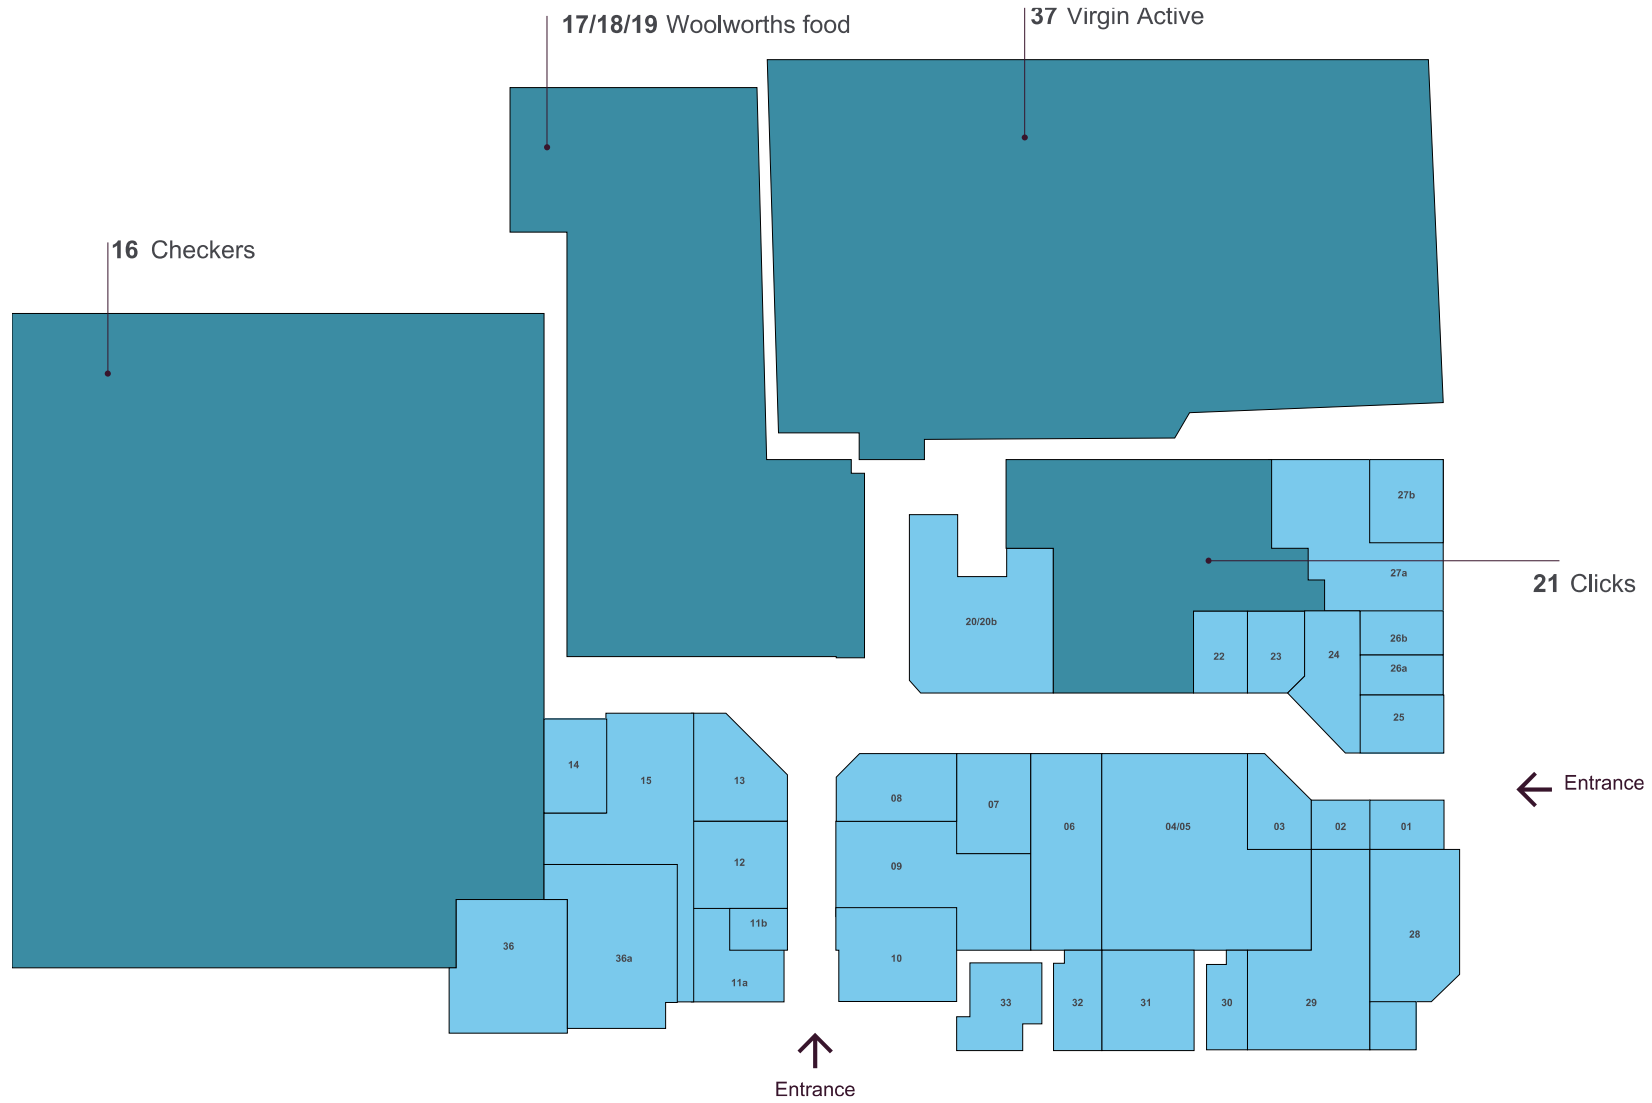 17/18/19 Woolworths food
37 Virgin Active
16 Checkers
27b
27a
21 Clicks
20/20b
22
23
24
26b
26a
25
14
15
13
12
11b
11a
36
36a
08
07
06
04/05
03
02
01
09
10
28
33
32
31
30
29
Entrance
Entrance